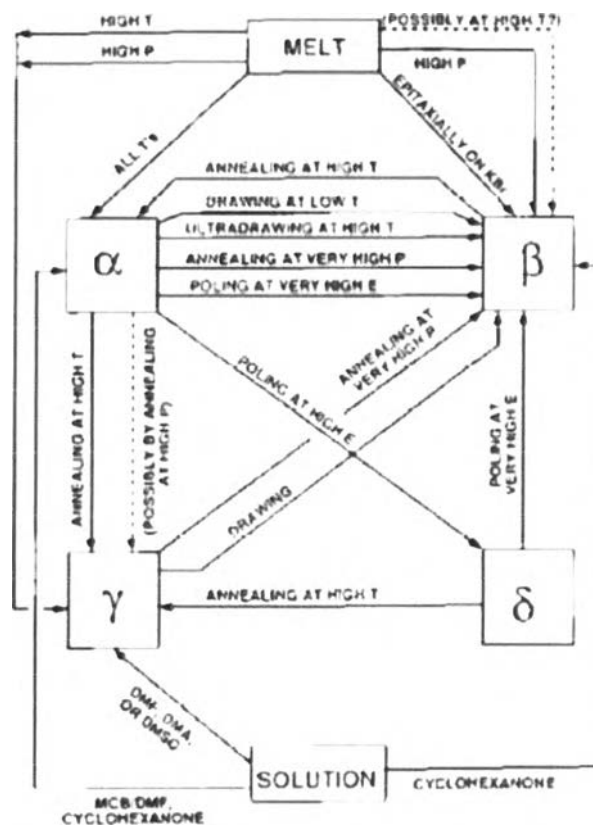 HIGH T
(POSSIBLY AT HIGH T?)
MELT
HIGH P
HIGH P
ALL T's
EPITAXIALLY ON KBr
ANNEALING AT HIGH T
DRAWING AT LOW T
ULTRADRAWING AT HIGH T
α
β
ANNEALING AT VERY HIGH P
POLING AT VERY HIGH E
ANNEALING AT HIGH T
(POSSIBLY BY ANNEALING
AT HIGH P)
POLING AT HIGH E
ANNEALING AT
VERY HIGH P
DRAWING
POLING AT
VERY HIGH E
γ
δ
ANNEALING AT HIGH T
DMF, DMA,
OR DMSO
SOLUTION
CYCLOHEXANONE
MCB/DMF,
CYCLOHEXANONE